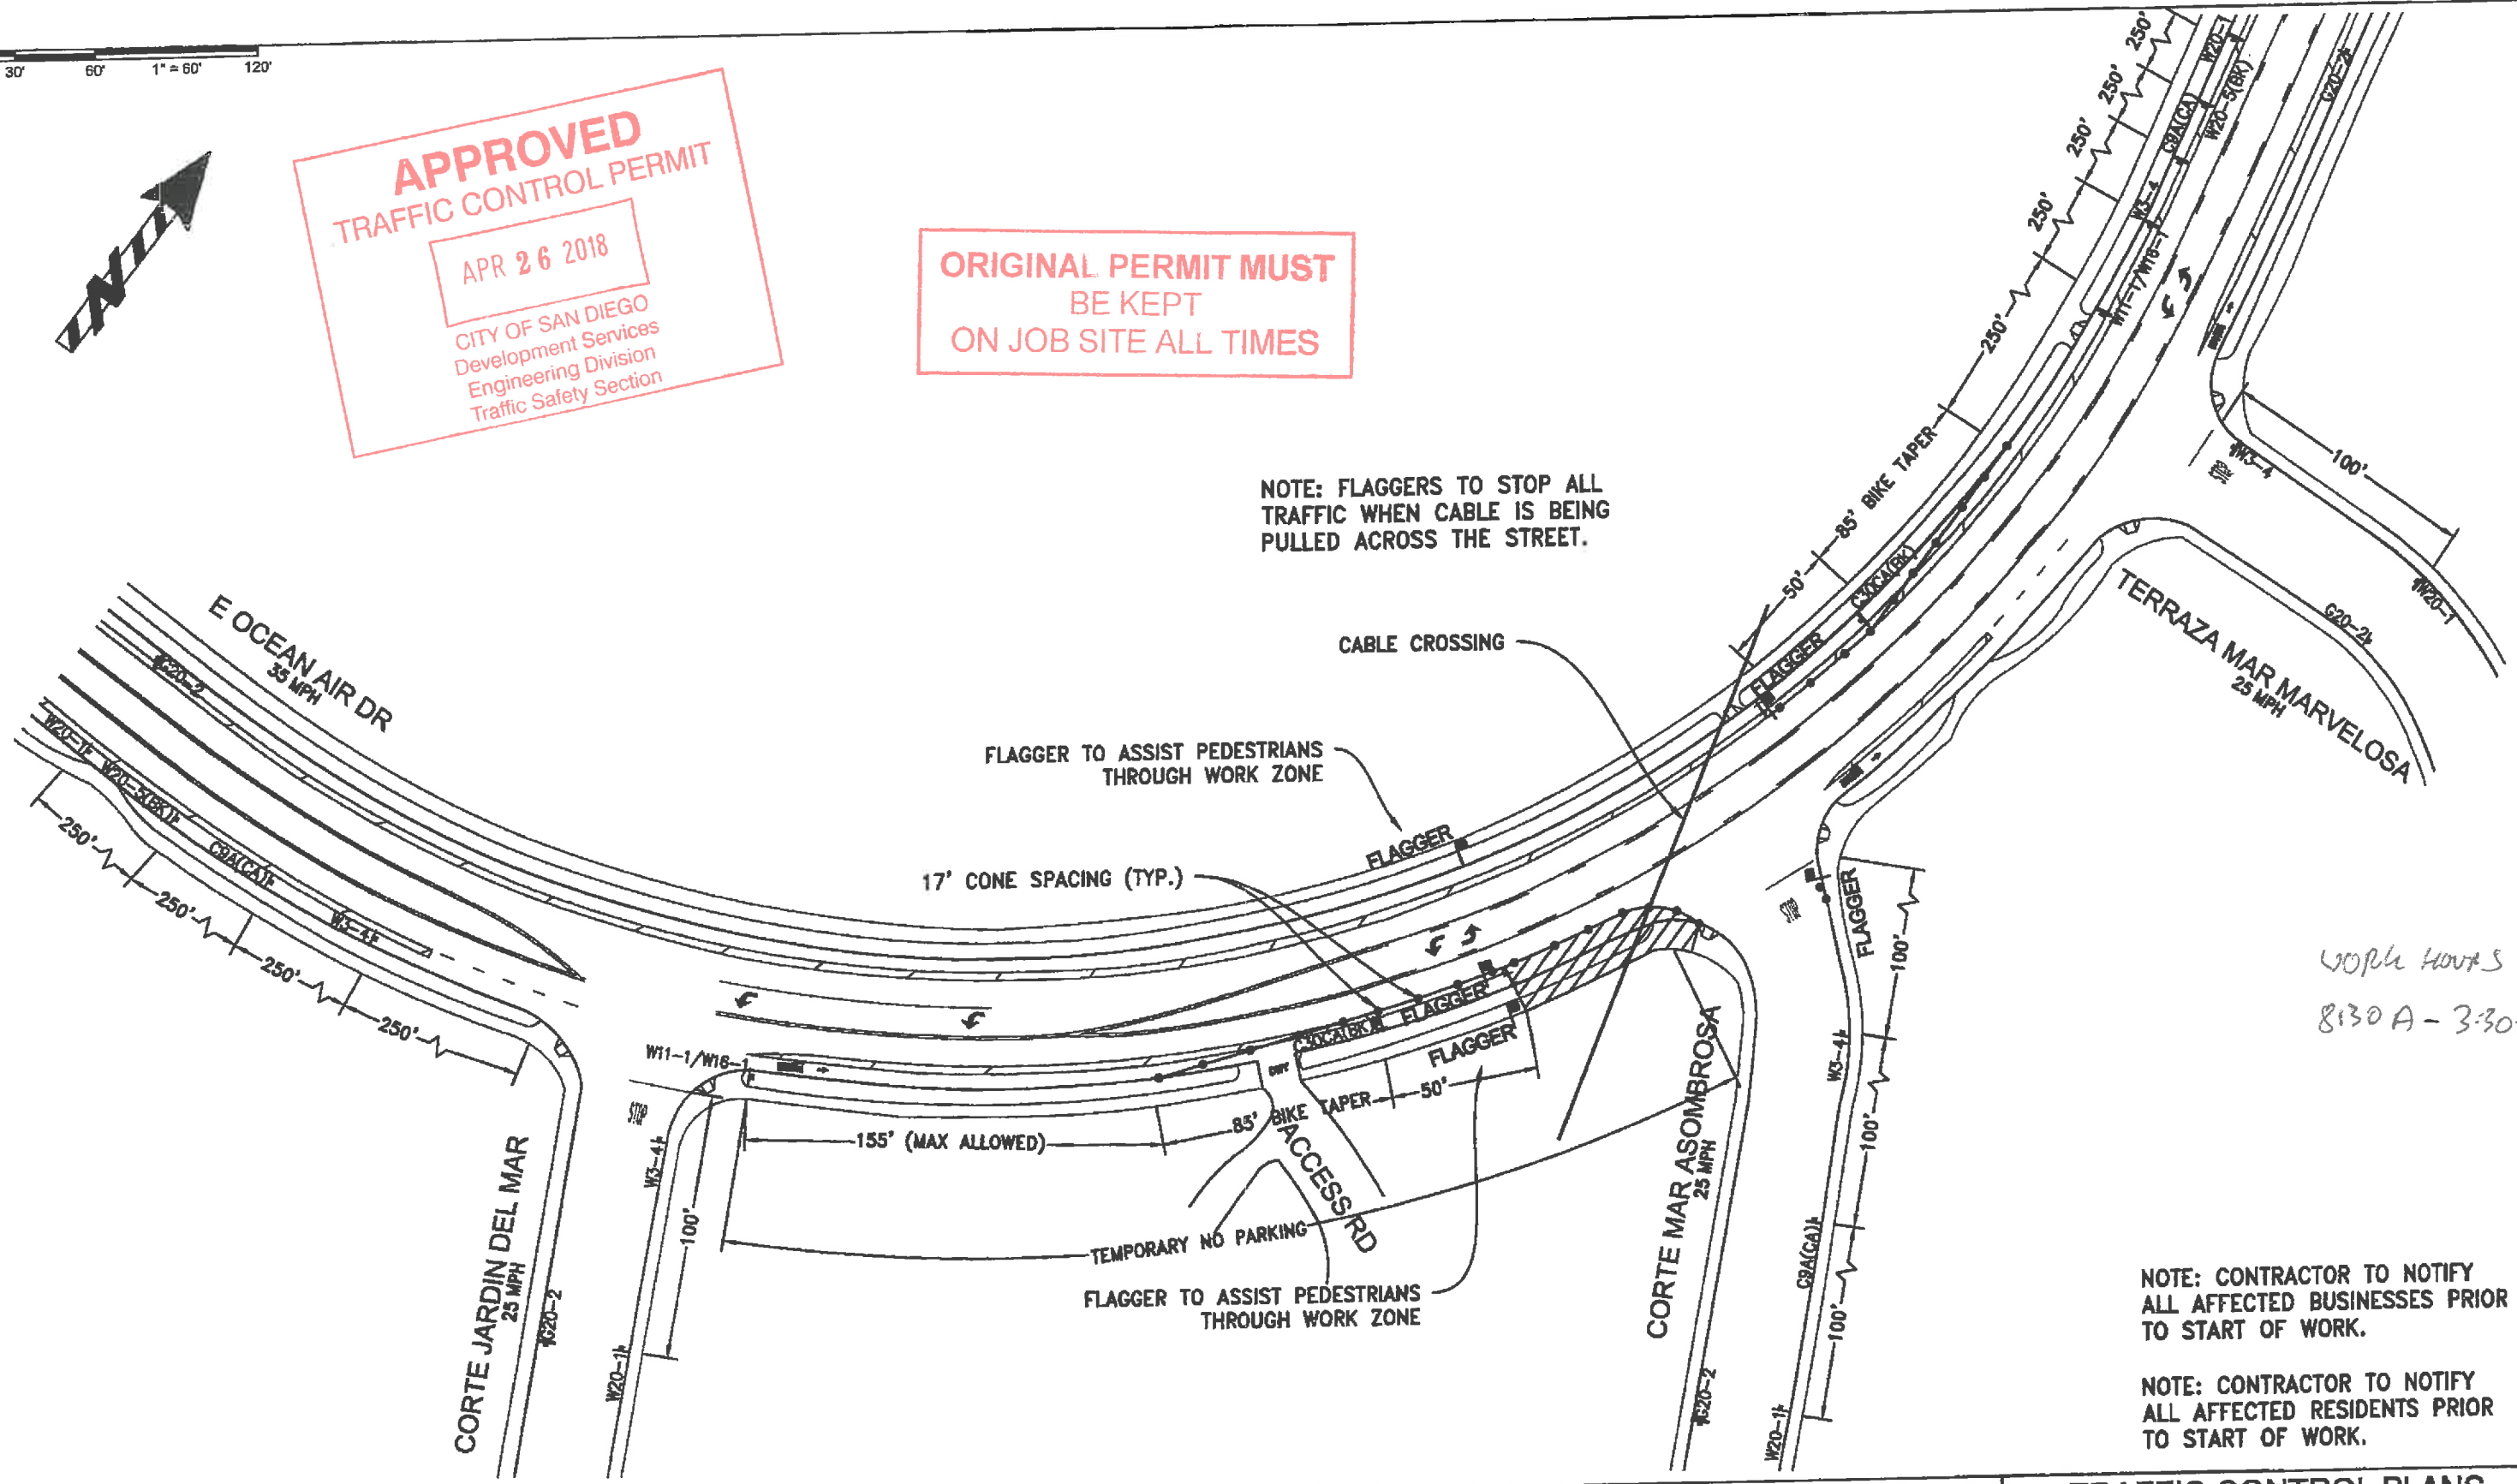 30' 60' 1" = 60' 120'
N
APPROVED
TRAFFIC CONTROL PERMIT
APR 26 2018
CITY OF SAN DIEGO
Development Services
Engineering Division
Traffic Safety Section
ORIGINAL PERMIT MUST
BE KEPT
ON JOB SITE ALL TIMES
NOTE: FLAGGERS TO STOP ALL
TRAFFIC WHEN CABLE IS BEING
PULLED ACROSS THE STREET.
CABLE CROSSING
FLAGGER TO ASSIST PEDESTRIANS
THROUGH WORK ZONE
17' CONE SPACING (TYP.)
E OCEAN AIR DR
35 MPH
G20-2
W20-1
W20-5(BK)
C9A(CA)
W3-4
250'
250'
250'
250'
250'
250'
250'
250'
250'
W20-1
W20-5(BK)
C9A(CA)
W3-4
W11-1/W16-1
G20-2
85' BIKE TAPER
50'
C30CA(BK)
FLAGGER
FLAGGER
W3-4
100'
W20-1
STOP
G20-2
TERRAZA MAR MARVELOSA
25 MPH
FLAGGER
STOP
100'
W3-4
100'
C9A(CA)
100'
W20-1
C30CA(BK)
FLAGGER
FLAGGER
W11-1/W16-1
STOP
W3-4
100'
W20-1
155' (MAX ALLOWED)
85' BIKE TAPER
50'
ACCESS RD
TEMPORARY NO PARKING
FLAGGER TO ASSIST PEDESTRIANS
THROUGH WORK ZONE
CORTE JARDIN DEL MAR
25 MPH
G20-2
CORTE MAR ASOMBROSA
25 MPH
G20-2
WORK HOURS
8:30 A - 3:30
NOTE: CONTRACTOR TO NOTIFY
ALL AFFECTED BUSINESSES PRIOR
TO START OF WORK.
NOTE: CONTRACTOR TO NOTIFY
ALL AFFECTED RESIDENTS PRIOR
TO START OF WORK.
TRAFFIC CONTROL PLANS